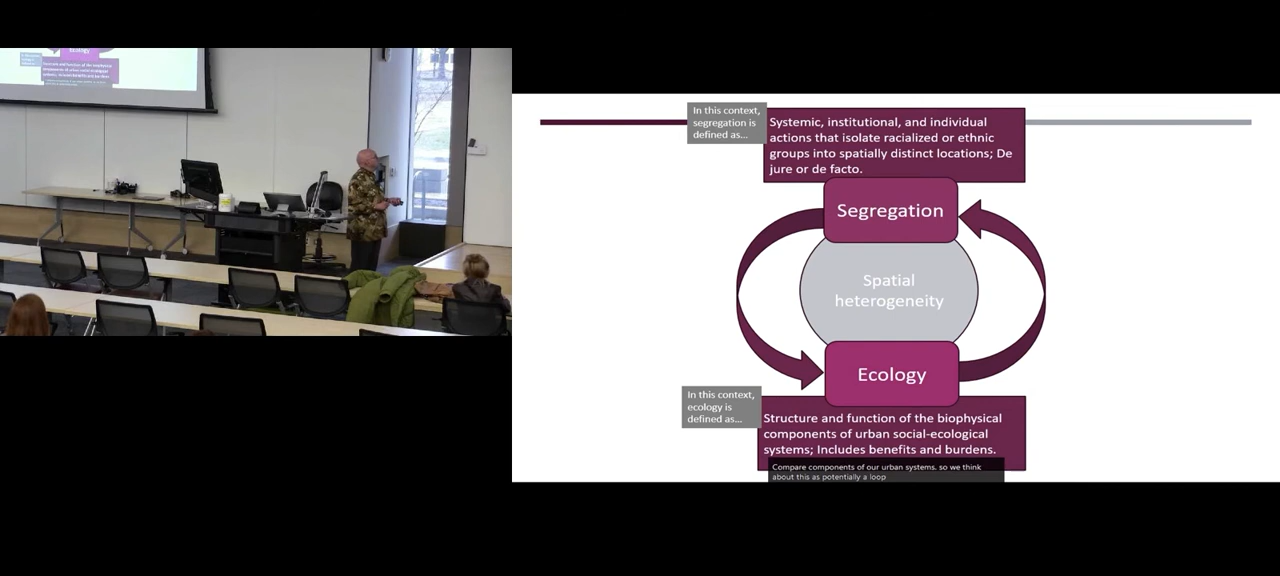 Ecology
In this context,
segregation is
defined as...
Systemic, institutional, and individual
actions that isolate racialized or ethnic
groups into spatially distinct locations; De
jure or de facto.
Segregation
Spatial
heterogeneity
Ecology
In this context,
ecology is
defined as...
Structure and function of the biophysical
components of urban social-ecological
systems; Includes benefits and burdens.
Compare components of our urban systems. so we think
about this as potentially a loop